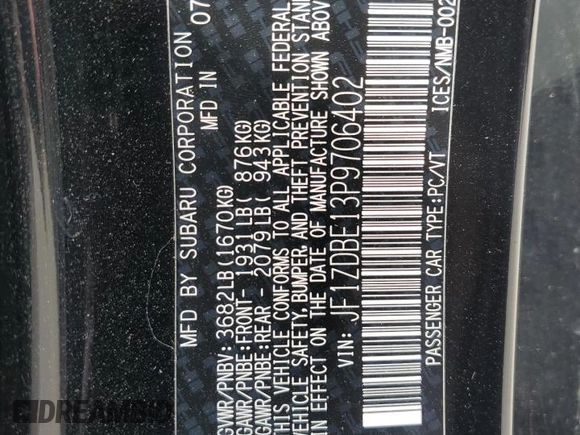 MFD BY SUBARU CORPORATION 07
MFD IN
GVWR/PNBV: 3682LB(1670KG)
GAWR/PNBE:FRONT- 1931LB( 876KG)
GAWR/PNBE:REAR- 2079LB( 943KG)
THIS VEHICLE CONFORMS TO ALL APPLICABLE FEDERAL
VEHICLE SAFETY, BUMPER, AND THEFT PREVENTION STAN
IN EFFECT ON THE DATE OF MANUFACTURE SHOWN ABOV
VIN: JF1ZDBE13P9706402
PASSENGER CAR TYPE:PC/VT ICES/NMB-002
DREAMBID